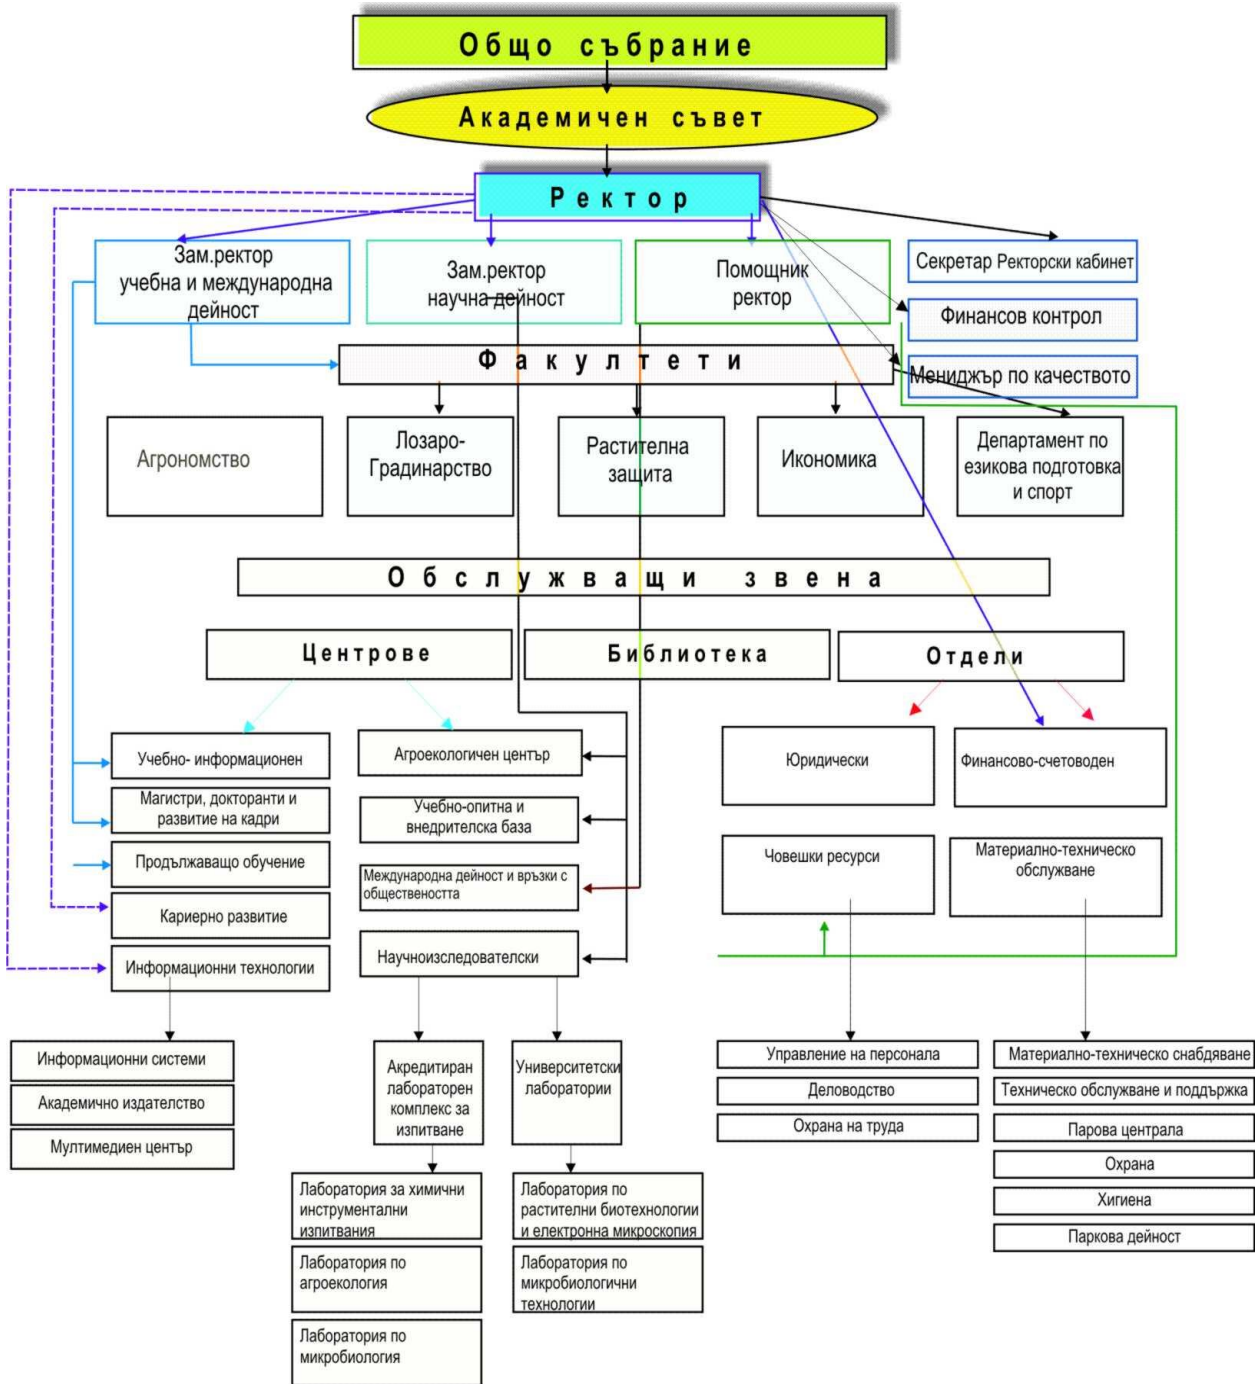 Общо събрание
Академичен съвет
Ректор
Зам.ректор
учебна и международна
дейност
Зам.ректор
научна дейност
Помощник
ректор
Секретар Ректорски кабинет
Финансов контрол
Мениджър по качеството
Факултети
Агрономство
Лозаро-
Градинарство
Растителна
защита
Икономика
Департамент по
езикова подготовка
и спорт
Обслужващи звена
Центрове
Библиотека
Отдели
Учебно- информационен
Магистри, докторанти и
развитие на кадри
Продължаващо обучение
Кариерно развитие
Информационни технологии
Агроекологичен център
Учебно-опитна и
внедрителска база
Международна дейност и връзки с
обществеността
Научноизследователски
Юридически
Финансово-счетоводен
Човешки ресурси
Материално-техническо
обслужване
Информационни системи
Академично издателство
Мултимедиен център
Акредитиран
лабораторен
комплекс за
изпитване
Университетски
лаборатории
Лаборатория за химични
инструментални
изпитвания
Лаборатория по
агроекология
Лаборатория по
микробиология
Лаборатория по
растителни биотехнологии
и електронна микроскопия
Лаборатория по
микробиологични
технологии
Управление на персонала
Деловодство
Охрана на труда
Материално-техническо снабдяване
Техническо обслужване и поддръжка
Парова централа
Охрана
Хигиена
Паркова дейност